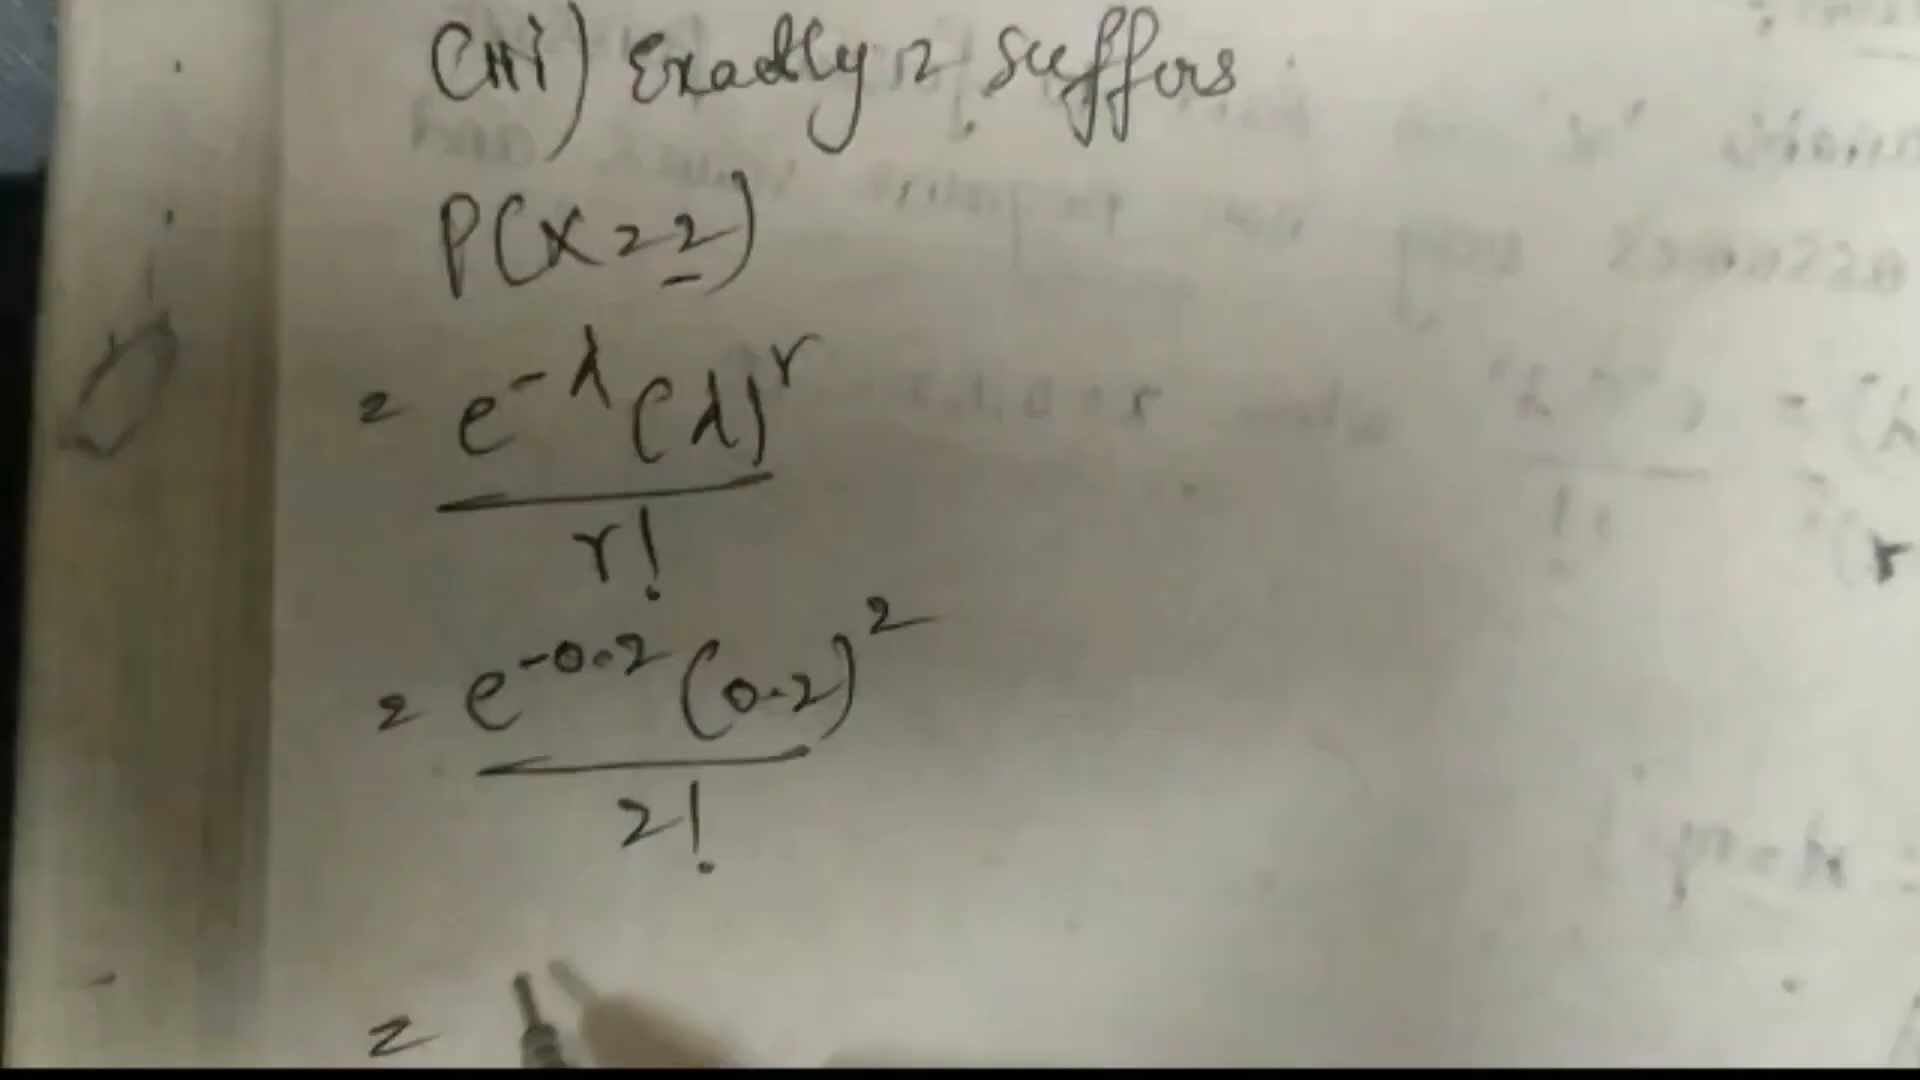 (iii) Exactly 2 suffers
P(X=2)
= e^-λ (λ)^r
r!
= e^-0.2 (0.2)^2
2!
=